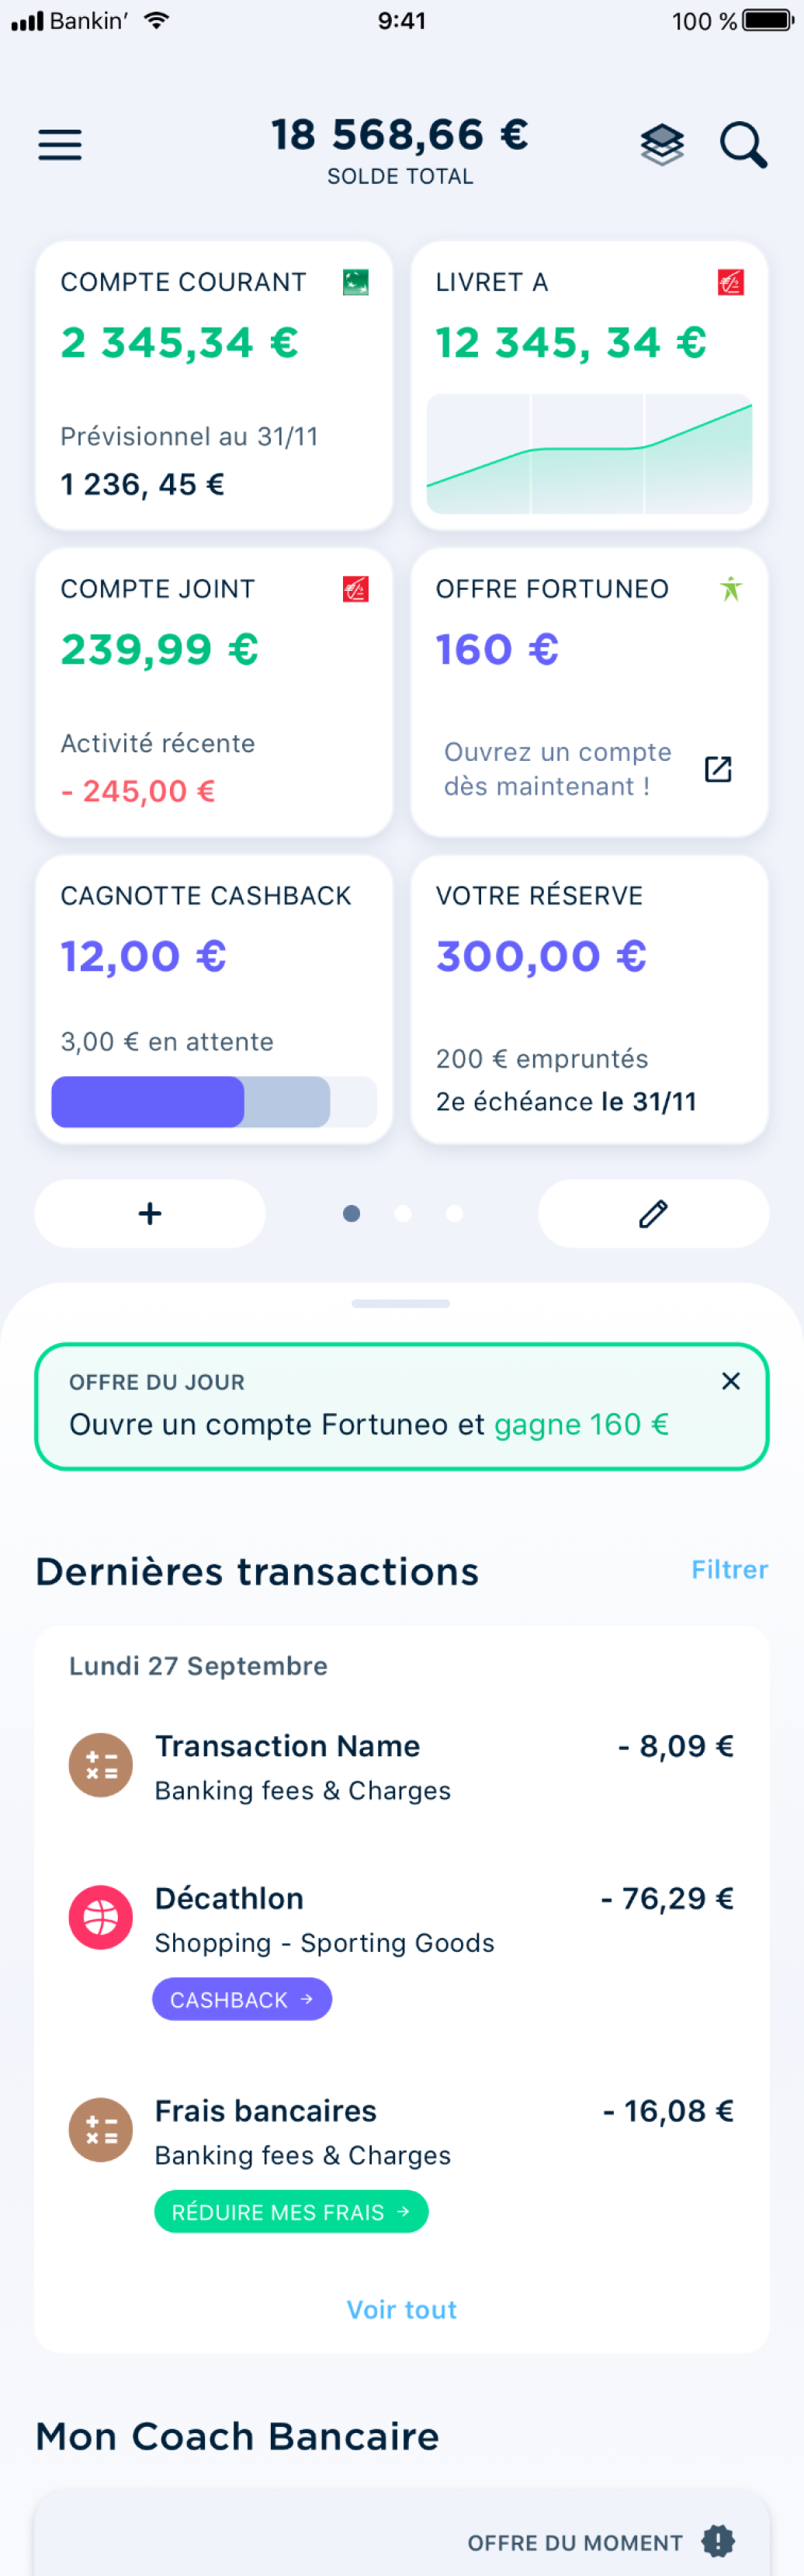 Bankin’
9:41
100 %
18 568,66 €
SOLDE TOTAL
COMPTE COURANT
2 345,34 €
Prévisionnel au 31/11
1 236, 45 €
LIVRET A
12 345, 34 €
COMPTE JOINT
239,99 €
Activité récente
- 245,00 €
OFFRE FORTUNEO
160 €
Ouvrez un compte
dès maintenant !
CAGNOTTE CASHBACK
12,00 €
3,00 € en attente
VOTRE RÉSERVE
300,00 €
200 € empruntés
2e échéance le 31/11
OFFRE DU JOUR
Ouvre un compte Fortuneo et gagne 160 €
Dernières transactions
Filtrer
Lundi 27 Septembre
Transaction Name
- 8,09 €
Banking fees & Charges
Décathlon
- 76,29 €
Shopping - Sporting Goods
CASHBACK →
Frais bancaires
- 16,08 €
Banking fees & Charges
RÉDUIRE MES FRAIS →
Voir tout
Mon Coach Bancaire
OFFRE DU MOMENT